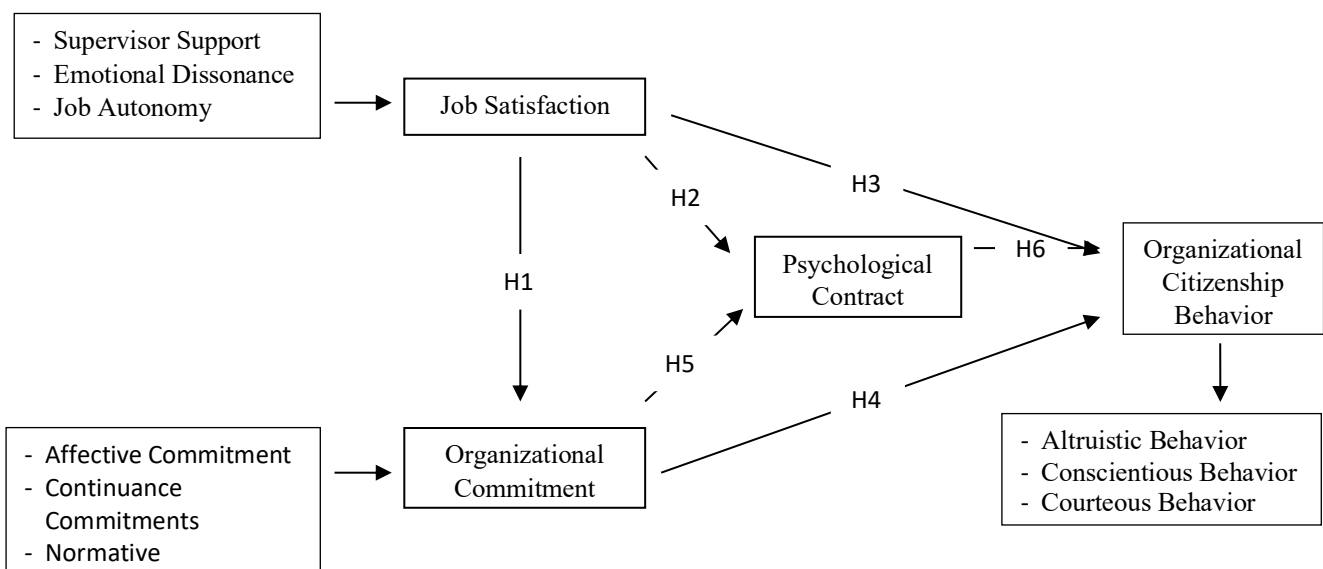 - Supervisor Support
- Emotional Dissonance
- Job Autonomy
Job Satisfaction
H3
H2
Psychological
Contract
H6
Organizational
Citizenship
Behavior
H1
H5
H4
- Affective Commitment
- Continuance
Commitments
- Normative
Organizational
Commitment
- Altruistic Behavior
- Conscientious Behavior
- Courteous Behavior